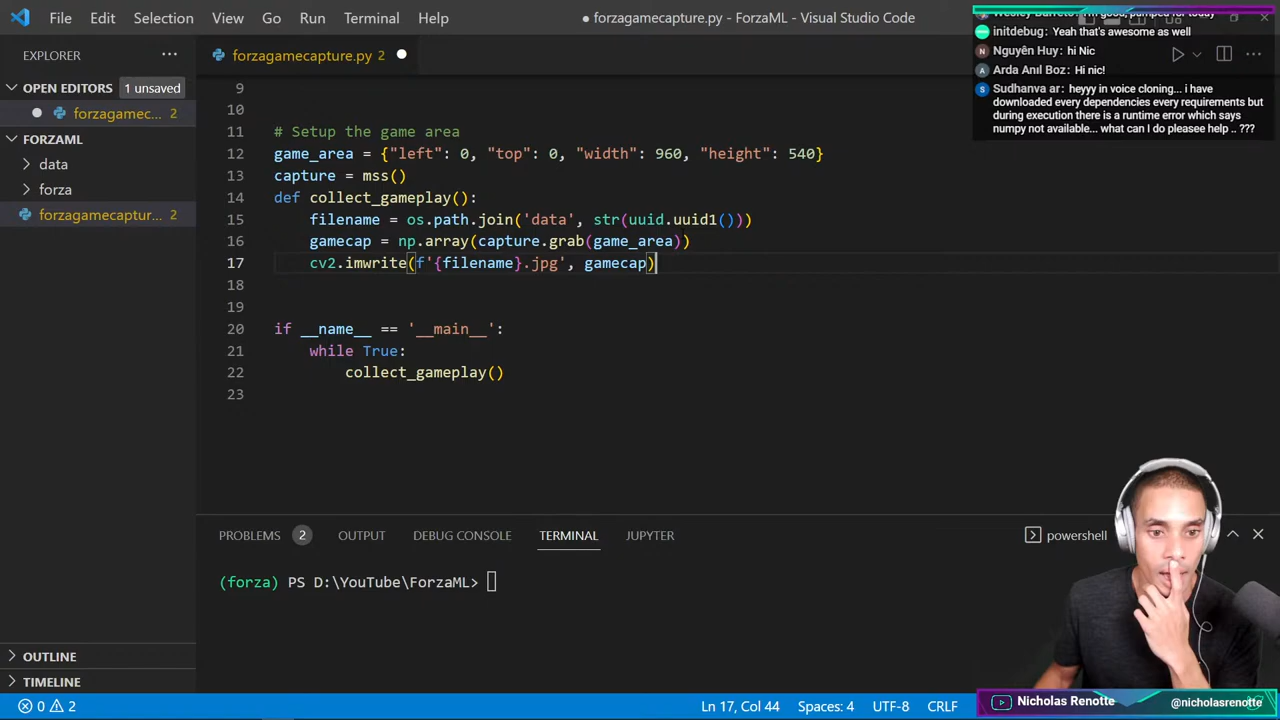 File Edit Selection View Go Run Terminal Help
● forzagamecapture.py - ForzaML - Visual Studio Code
EXPLORER
forzagamecapture.py 2
OPEN EDITORS 1 unsaved
forzagamec... 2
FORZAML
data
forza
forzagamecaptur... 2
9
10
11 # Setup the game area
12 game_area = {"left": 0, "top": 0, "width": 960, "height": 540}
13 capture = mss()
14 def collect_gameplay():
15 filename = os.path.join('data', str(uuid.uuid1()))
16 gamecap = np.array(capture.grab(game_area))
17 cv2.imwrite(f'{filename}.jpg', gamecap)
18
19
20 if __name__ == '__main__':
21 while True:
22 collect_gameplay()
23
initdebug: Yeah that's awesome as well
N Nguyên Huy: hi Nic
A Arda Anıl Boz: Hi nic!
S Sudhanva ar: heyyy in voice cloning... i have
downloaded every dependencies every requirements but
during execution there is a runtime error which says
numpy not available... what can I do pleasee help .. ???
PROBLEMS 2 OUTPUT DEBUG CONSOLE TERMINAL JUPYTER
powershell
(forza) PS D:\YouTube\ForzaML>
OUTLINE
TIMELINE
0 2
Ln 17, Col 44 Spaces: 4 UTF-8 CRLF
Nicholas Renotte
@nicholasrenotte